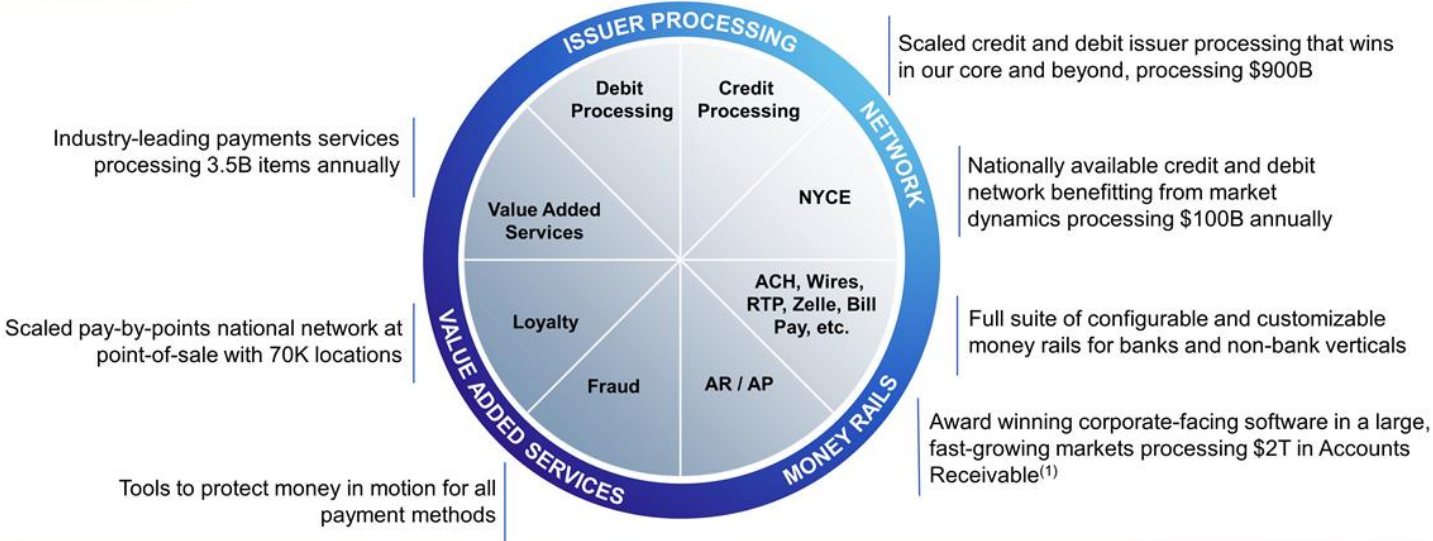 ISSUER PROCESSING
Scaled credit and debit issuer processing that wins
in our core and beyond, processing $900B
Debit
Processing
Credit
Processing
NETWORK
Industry-leading payments services
processing 3.5B items annually
Nationally available credit and debit
network benefitting from market
dynamics processing $100B annually
Value Added
Services
NYCE
ACH, Wires,
RTP, Zelle, Bill
Pay, etc.
Full suite of configurable and customizable
money rails for banks and non-bank verticals
Scaled pay-by-points national network at
point-of-sale with 70K locations
Loyalty
Fraud
AR / AP
MONEY RAILS
Award winning corporate-facing software in a large,
fast-growing markets processing $2T in Accounts
Receivable(1)
VALUE ADDED SERVICES
Tools to protect money in motion for all
payment methods